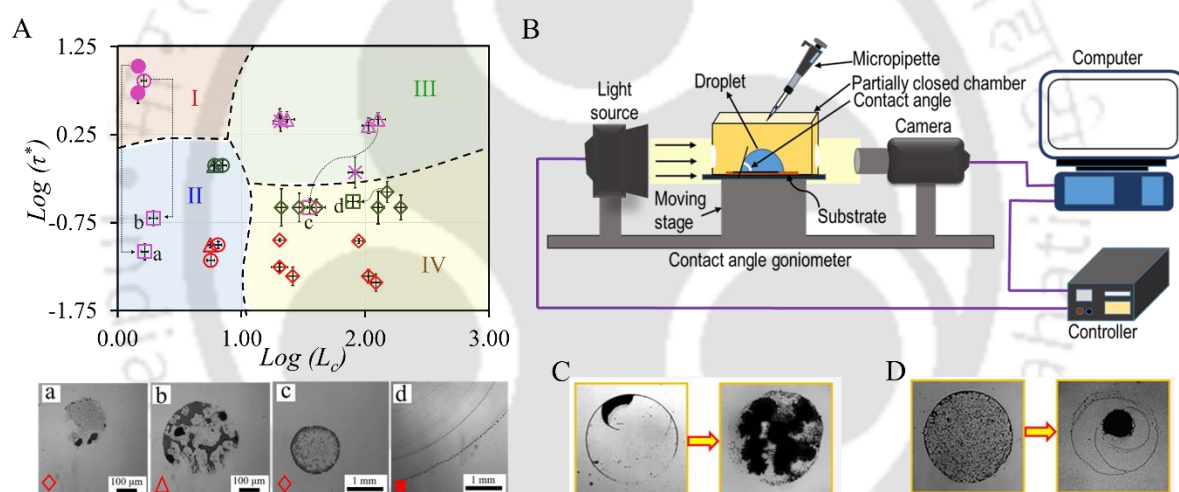 A
1.25
0.25
-0.75
-1.75
Log (τ*)
I
II
III
IV
a
b
c
d
0.00
1.00
2.00
3.00
Log (L_c)
B
Light
source
Droplet
Micropipette
Partially closed chamber
Contact angle
Camera
Computer
Moving
stage
Substrate
Contact angle goniometer
Controller
a
100 μm
b
100 μm
c
1 mm
d
1 mm
C
D